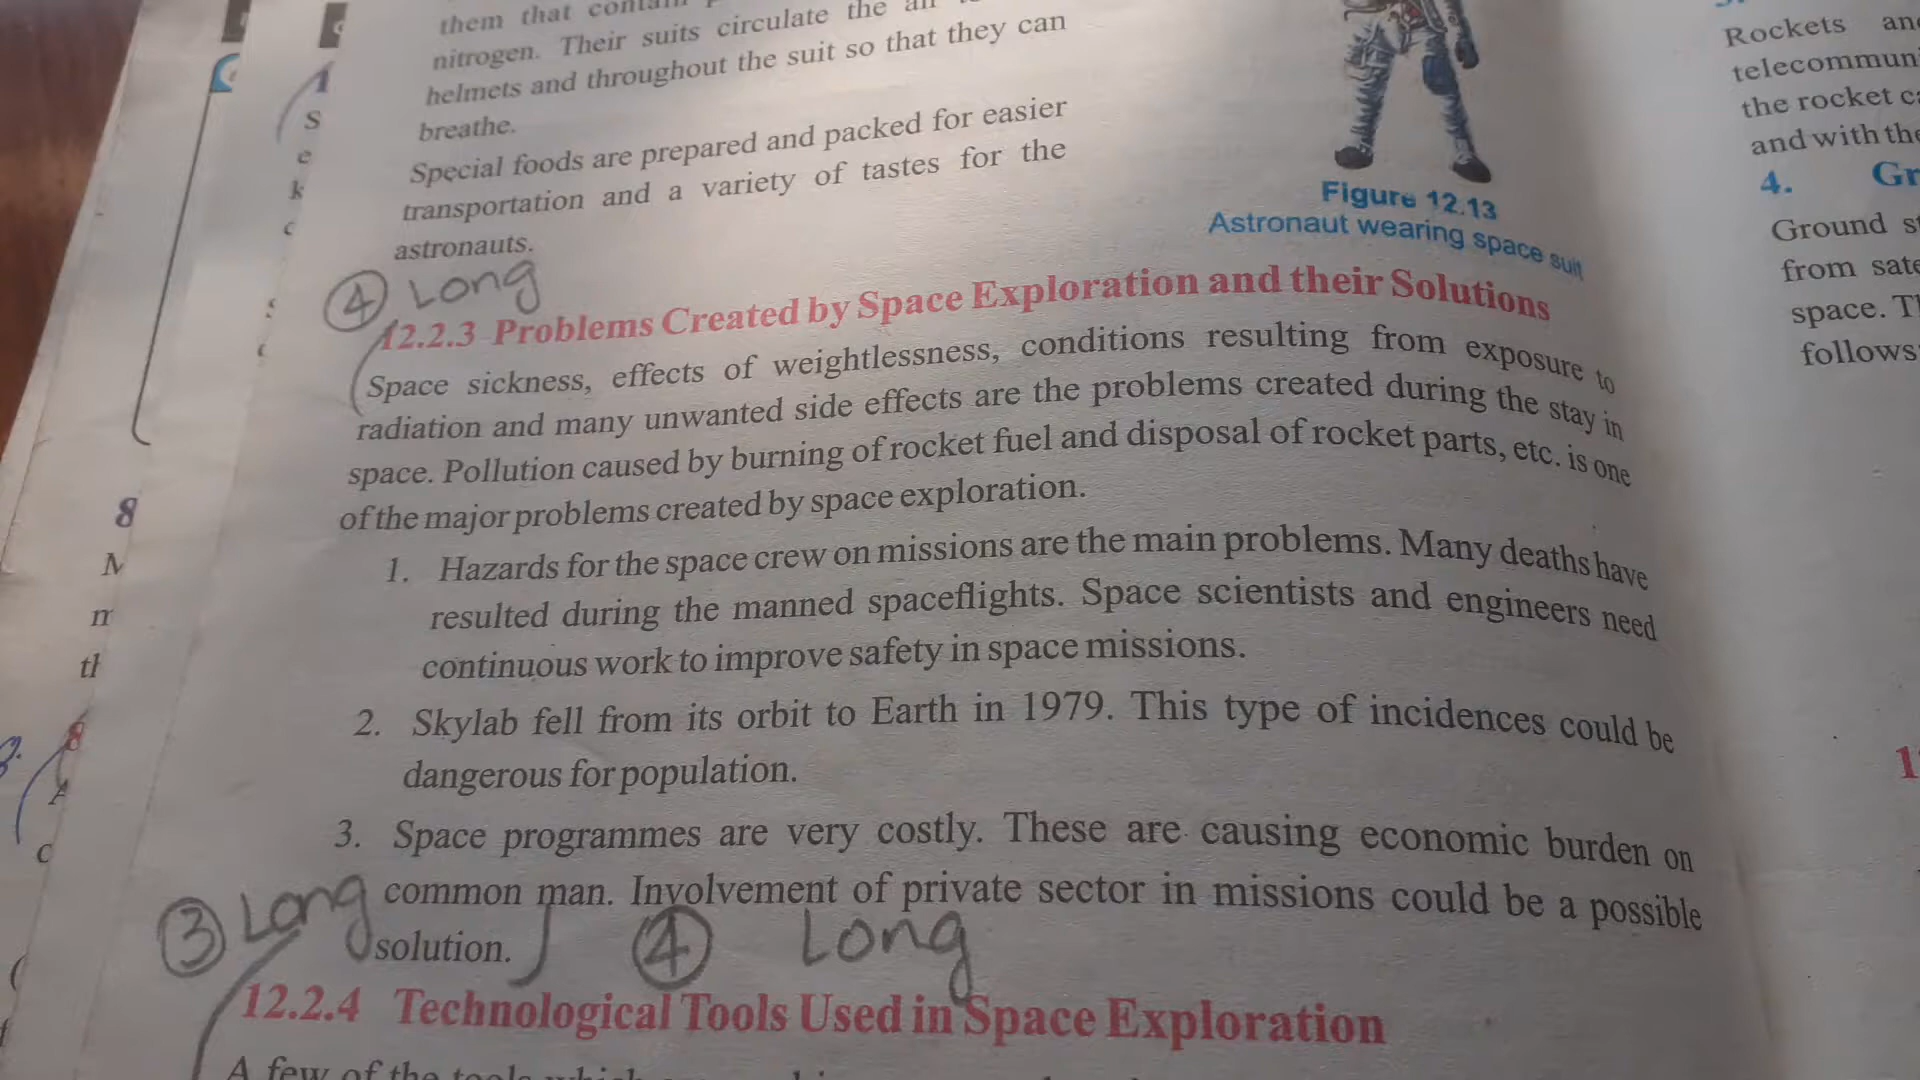 them that
nitrogen. Their suits circulate the
helmets and throughout the suit so that they can
breathe.
Special foods are prepared and packed for easier
transportation and a variety of tastes for the
astronauts.
Figure 12.13
Astronaut wearing space suit
4 Long
12.2.3 Problems Created by Space Exploration and their Solutions
Space sickness, effects of weightlessness, conditions resulting from exposure to
radiation and many unwanted side effects are the problems created during the stay in
space. Pollution caused by burning of rocket fuel and disposal of rocket parts, etc. is one
of the major problems created by space exploration.
1. Hazards for the space crew on missions are the main problems. Many deaths have
resulted during the manned spaceflights. Space scientists and engineers need
continuous work to improve safety in space missions.
2. Skylab fell from its orbit to Earth in 1979. This type of incidences could be
dangerous for population.
3. Space programmes are very costly. These are causing economic burden on
common man. Involvement of private sector in missions could be a possible
solution.
3 Long
4 Long
12.2.4 Technological Tools Used in Space Exploration
A few of the tools which
Rockets
the rocket
and with the
4.
Ground
from
space.
follows